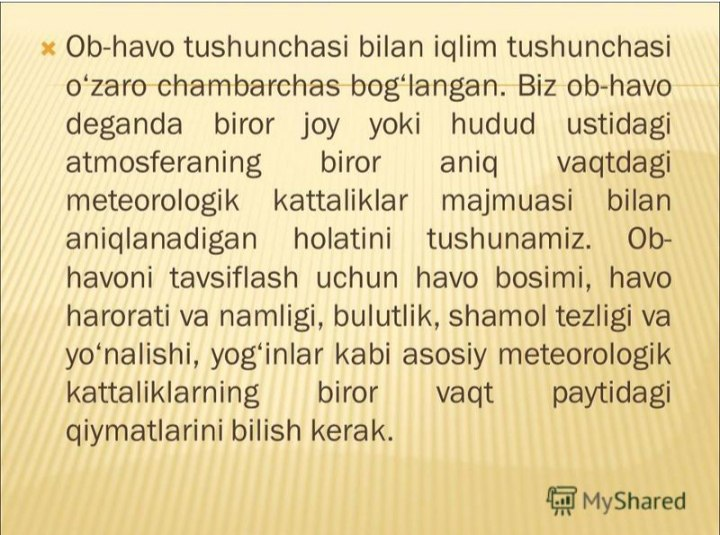 Ob-havo tushunchasi bilan iqlim tushunchasi
o‘zaro chambarchas bog‘langan. Biz ob-havo
deganda biror joy yoki hudud ustidagi
atmosferaning biror aniq vaqtdagi
meteorologik kattaliklar majmuasi bilan
aniqlanadigan holatini tushunamiz. Ob-
havoni tavsiflash uchun havo bosimi, havo
harorati va namligi, bulutlik, shamol tezligi va
yo‘nalishi, yog‘inlar kabi asosiy meteorologik
kattaliklarning biror vaqt paytidagi
qiymatlarini bilish kerak.
MyShared